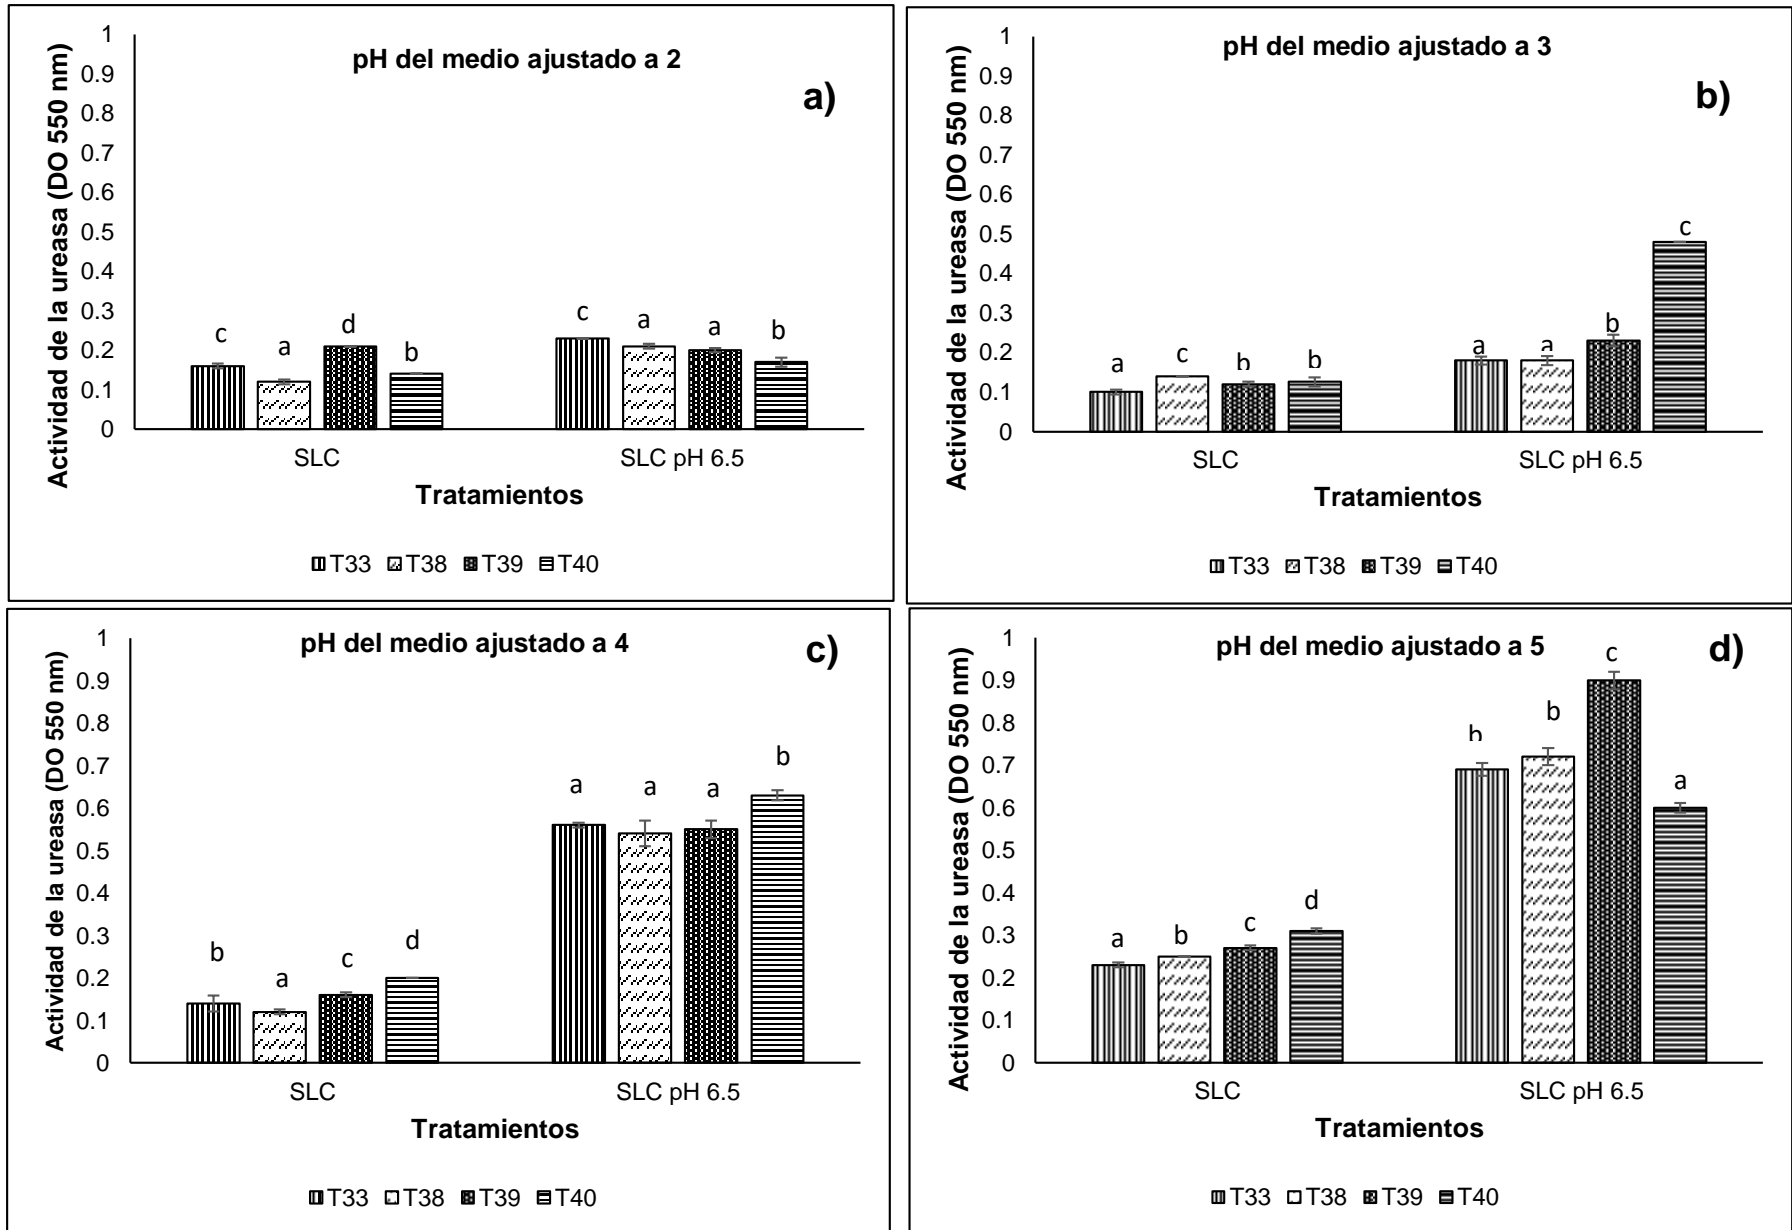 pH del medio ajustado a 2
a)
Actividad de la ureasa (DO 550 nm)
1
0.9
0.8
0.7
0.6
0.5
0.4
0.3
0.2
0.1
0
c a d b c a a b
SLC SLC pH 6.5
Tratamientos
T33 T38 T39 T40
pH del medio ajustado a 3
b)
Actividad de la ureasa (DO 550 nm)
1
0.9
0.8
0.7
0.6
0.5
0.4
0.3
0.2
0.1
0
a c b b a a b c
SLC SLC pH 6.5
Tratamientos
T33 T38 T39 T40
pH del medio ajustado a 4
c)
Actividad de la ureasa (DO 550 nm)
1
0.9
0.8
0.7
0.6
0.5
0.4
0.3
0.2
0.1
0
b a c d a a a b
SLC SLC pH 6.5
Tratamientos
T33 T38 T39 T40
pH del medio ajustado a 5
d)
Actividad de la ureasa (DO 550 nm)
1
0.9
0.8
0.7
0.6
0.5
0.4
0.3
0.2
0.1
0
a b c d b b c a
SLC SLC pH 6.5
Tratamientos
T33 T38 T39 T40